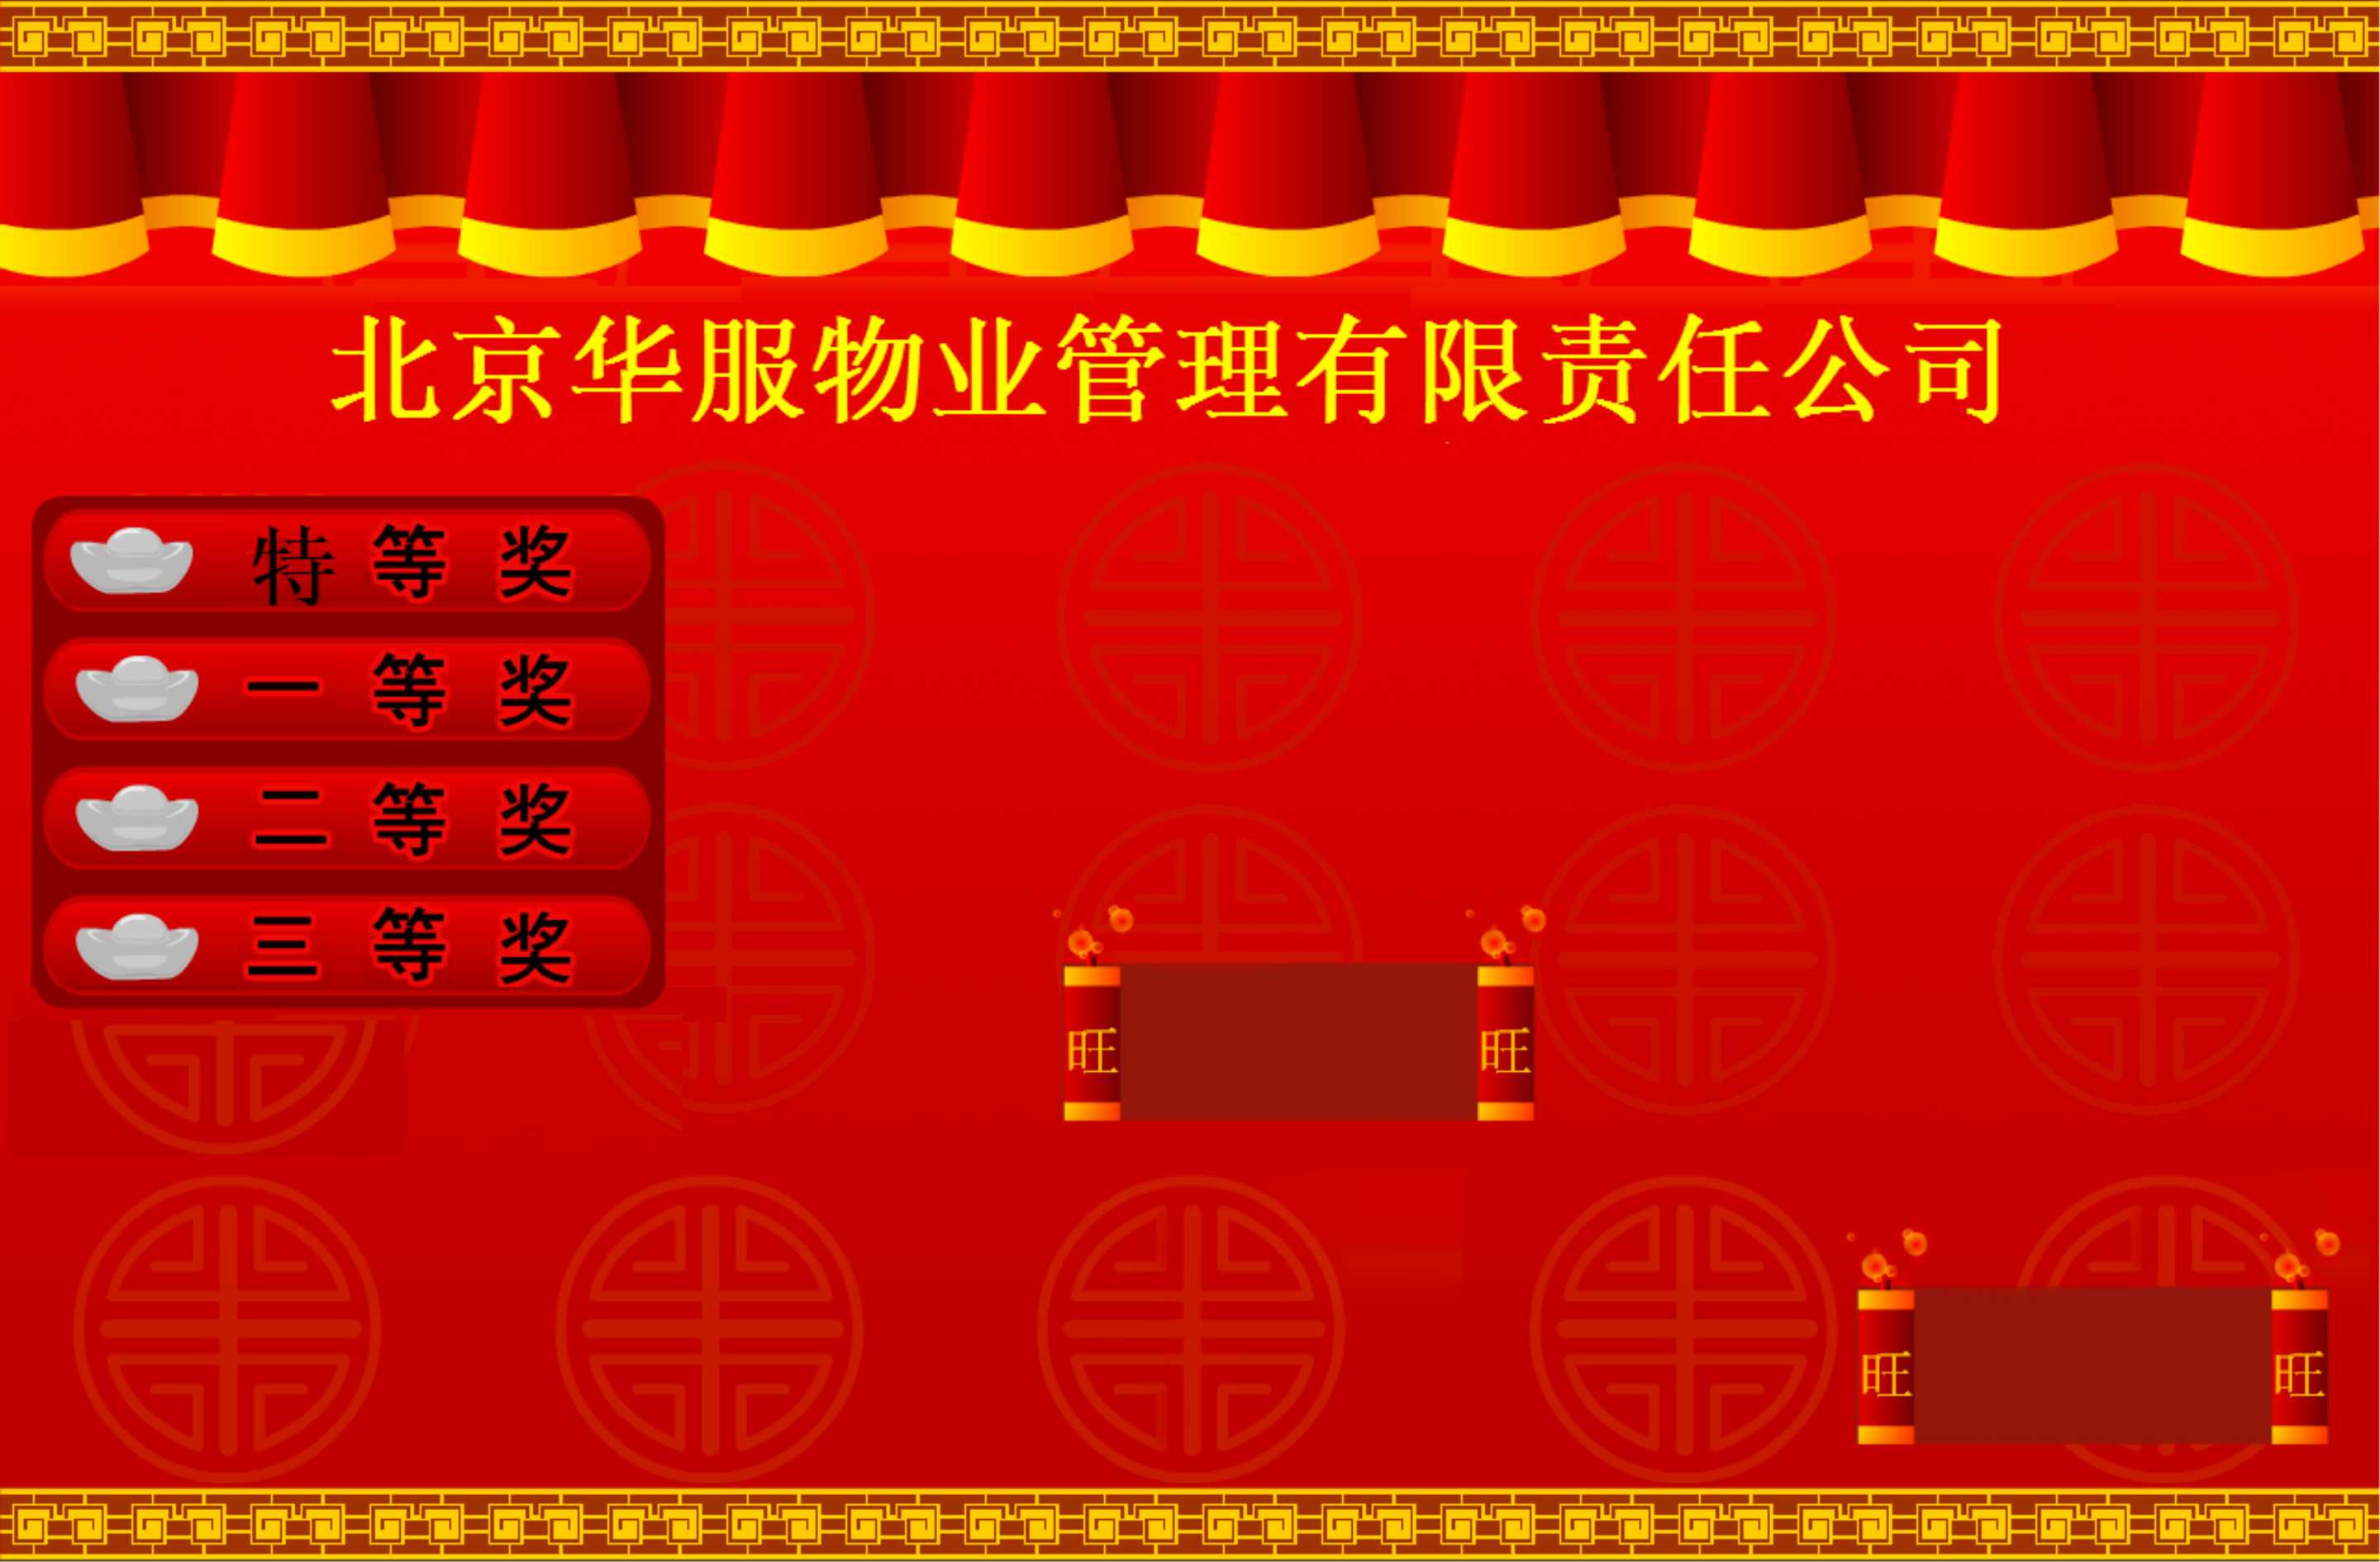 北京华服物业管理有限责任公司
特等奖
一等奖
二等奖
三等奖
旺 旺
旺 旺